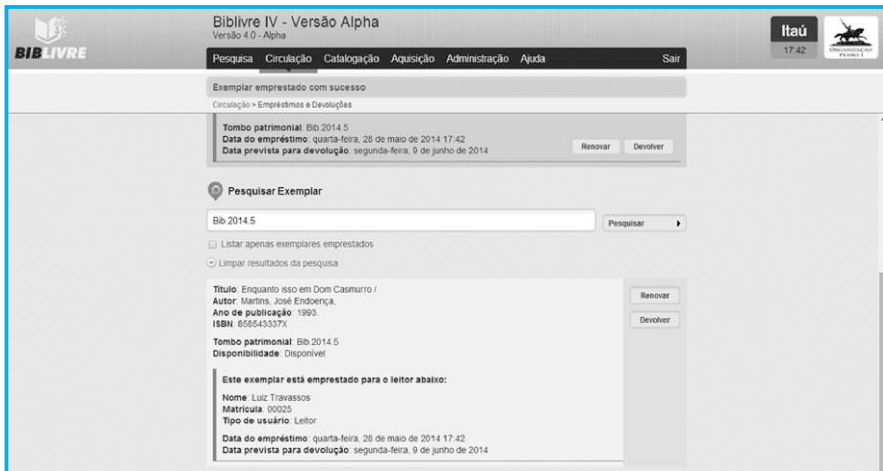 Biblivre IV - Versão Alpha
Versão 4.0 - Alpha
BIBLIVRE
Itaú
17:42
ORGANIZAÇÃO
PEDRO I
Pesquisa Circulação Catalogação Aquisição Administração Ajuda Sair
Exemplar emprestado com sucesso
Circulação > Empréstimos e Devoluções
Tombo patrimonial: Bib.2014.5
Data do empréstimo: quarta-feira, 28 de maio de 2014 17:42
Data prevista para devolução: segunda-feira, 9 de junho de 2014
Renovar Devolver
Pesquisar Exemplar
Bib.2014.5
Pesquisar
Listar apenas exemplares emprestados
Limpar resultados da pesquisa
Título: Enquanto isso em Dom Casmurro /
Autor: Martins, José Endoença,
Ano de publicação: 1993.
ISBN: 858543337X
Renovar
Devolver
Tombo patrimonial: Bib.2014.5
Disponibilidade: Disponível
Este exemplar está emprestado para o leitor abaixo:
Nome: Luiz Travassos
Matrícula: 00025
Tipo de usuário: Leitor
Data do empréstimo: quarta-feira, 28 de maio de 2014 17:42
Data prevista para devolução: segunda-feira, 9 de junho de 2014